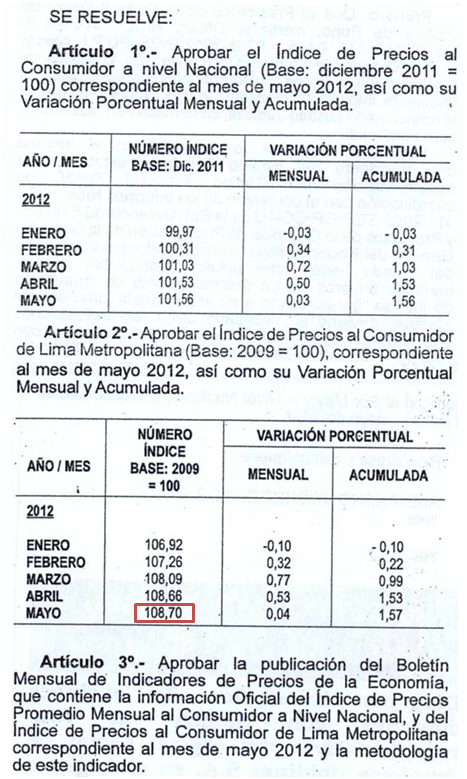 SE RESUELVE:
Artículo 1º.- Aprobar el Índice de Precios al
Consumidor a nivel Nacional (Base: diciembre 2011 =
100) correspondiente al mes de mayo 2012, así como su
Variación Porcentual Mensual y Acumulada.
AÑO / MES NÚMERO ÍNDICE BASE: Dic. 2011 VARIACIÓN PORCENTUAL
MENSUAL ACUMULADA
2012
ENERO 99,97 -0,03 - 0,03
FEBRERO 100,31 0,34 0,31
MARZO 101,03 0,72 1,03
ABRIL 101,53 0,50 1,53
MAYO 101,56 0,03 1,56
Artículo 2º.- Aprobar el Índice de Precios al Consumidor
de Lima Metropolitana (Base: 2009 = 100), correspondiente
al mes de mayo 2012, así como su Variación Porcentual
Mensual y Acumulada.
AÑO / MES NÚMERO ÍNDICE BASE: 2009 = 100 VARIACIÓN PORCENTUAL
MENSUAL ACUMULADA
2012
ENERO 106,92 -0,10 - 0,10
FEBRERO 107,26 0,32 0,22
MARZO 108,09 0,77 0,99
ABRIL 108,66 0,53 1,53
MAYO 108,70 0,04 1,57
Artículo 3º.- Aprobar la publicación del Boletín
Mensual de Indicadores de Precios de la Economía,
que contiene la información Oficial del Índice de Precios
Promedio Mensual al Consumidor a Nivel Nacional, y del
Índice de Precios al Consumidor de Lima Metropolitana
correspondiente al mes de mayo 2012 y la metodología
de este indicador.